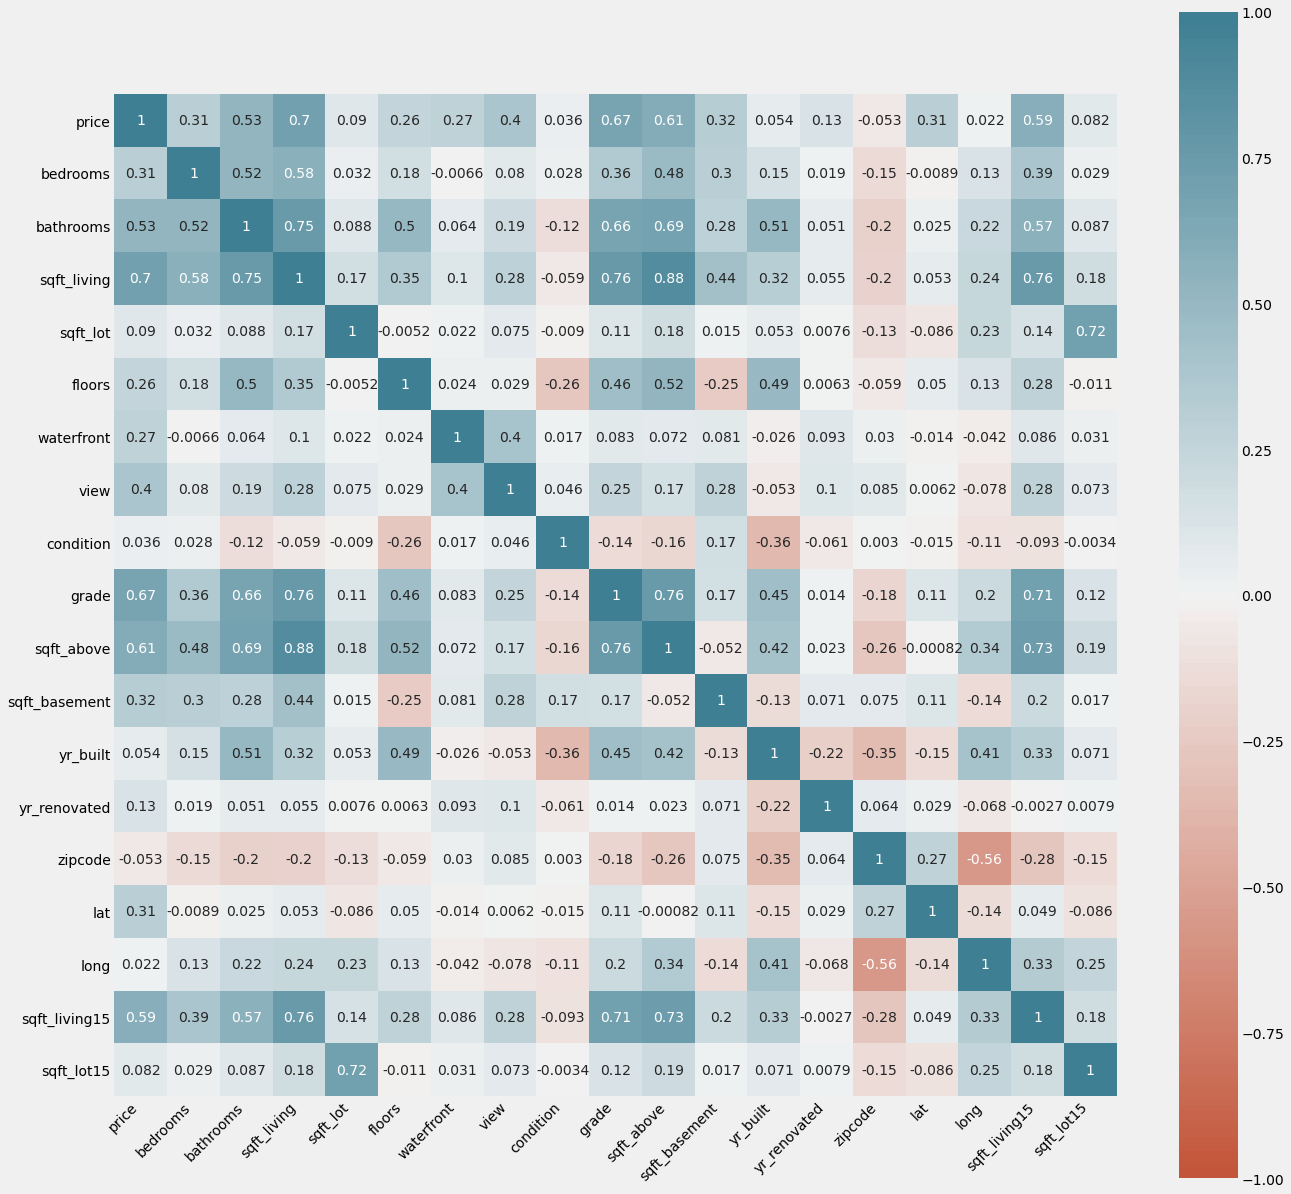 1.00
price 1 0.31 0.53 0.7 0.09 0.26 0.27 0.4 0.036 0.67 0.61 0.32 0.054 0.13 -0.053 0.31 0.022 0.59 0.082
0.75
bedrooms 0.31 1 0.52 0.58 0.032 0.18 -0.0066 0.08 0.028 0.36 0.48 0.3 0.15 0.019 -0.15 -0.0089 0.13 0.39 0.029
bathrooms 0.53 0.52 1 0.75 0.088 0.5 0.064 0.19 -0.12 0.66 0.69 0.28 0.51 0.051 -0.2 0.025 0.22 0.57 0.087
sqft_living 0.7 0.58 0.75 1 0.17 0.35 0.1 0.28 -0.059 0.76 0.88 0.44 0.32 0.055 -0.2 0.053 0.24 0.76 0.18
0.50
sqft_lot 0.09 0.032 0.088 0.17 1 -0.0052 0.022 0.075 -0.009 0.11 0.18 0.015 0.053 0.0076 -0.13 -0.086 0.23 0.14 0.72
floors 0.26 0.18 0.5 0.35 -0.0052 1 0.024 0.029 -0.26 0.46 0.52 -0.25 0.49 0.0063 -0.059 0.05 0.13 0.28 -0.011
waterfront 0.27 -0.0066 0.064 0.1 0.022 0.024 1 0.4 0.017 0.083 0.072 0.081 -0.026 0.093 0.03 -0.014 -0.042 0.086 0.031
0.25
view 0.4 0.08 0.19 0.28 0.075 0.029 0.4 1 0.046 0.25 0.17 0.28 -0.053 0.1 0.085 0.0062 -0.078 0.28 0.073
condition 0.036 0.028 -0.12 -0.059 -0.009 -0.26 0.017 0.046 1 -0.14 -0.16 0.17 -0.36 -0.061 0.003 -0.015 -0.11 -0.093 -0.0034
grade 0.67 0.36 0.66 0.76 0.11 0.46 0.083 0.25 -0.14 1 0.76 0.17 0.45 0.014 -0.18 0.11 0.2 0.71 0.12
0.00
sqft_above 0.61 0.48 0.69 0.88 0.18 0.52 0.072 0.17 -0.16 0.76 1 -0.052 0.42 0.023 -0.26 -0.00082 0.34 0.73 0.19
sqft_basement 0.32 0.3 0.28 0.44 0.015 -0.25 0.081 0.28 0.17 0.17 -0.052 1 -0.13 0.071 0.075 0.11 -0.14 0.2 0.017
−0.25
yr_built 0.054 0.15 0.51 0.32 0.053 0.49 -0.026 -0.053 -0.36 0.45 0.42 -0.13 1 -0.22 -0.35 -0.15 0.41 0.33 0.071
yr_renovated 0.13 0.019 0.051 0.055 0.0076 0.0063 0.093 0.1 -0.061 0.014 0.023 0.071 -0.22 1 0.064 0.029 -0.068 -0.0027 0.0079
zipcode -0.053 -0.15 -0.2 -0.2 -0.13 -0.059 0.03 0.085 0.003 -0.18 -0.26 0.075 -0.35 0.064 1 0.27 -0.56 -0.28 -0.15
−0.50
lat 0.31 -0.0089 0.025 0.053 -0.086 0.05 -0.014 0.0062 -0.015 0.11 -0.00082 0.11 -0.15 0.029 0.27 1 -0.14 0.049 -0.086
long 0.022 0.13 0.22 0.24 0.23 0.13 -0.042 -0.078 -0.11 0.2 0.34 -0.14 0.41 -0.068 -0.56 -0.14 1 0.33 0.25
sqft_living15 0.59 0.39 0.57 0.76 0.14 0.28 0.086 0.28 -0.093 0.71 0.73 0.2 0.33 -0.0027 -0.28 0.049 0.33 1 0.18
−0.75
sqft_lot15 0.082 0.029 0.087 0.18 0.72 -0.011 0.031 0.073 -0.0034 0.12 0.19 0.017 0.071 0.0079 -0.15 -0.086 0.25 0.18 1
price bedrooms bathrooms sqft_living sqft_lot floors waterfront view condition grade sqft_above sqft_basement yr_built yr_renovated zipcode lat long sqft_living15 sqft_lot15
−1.00